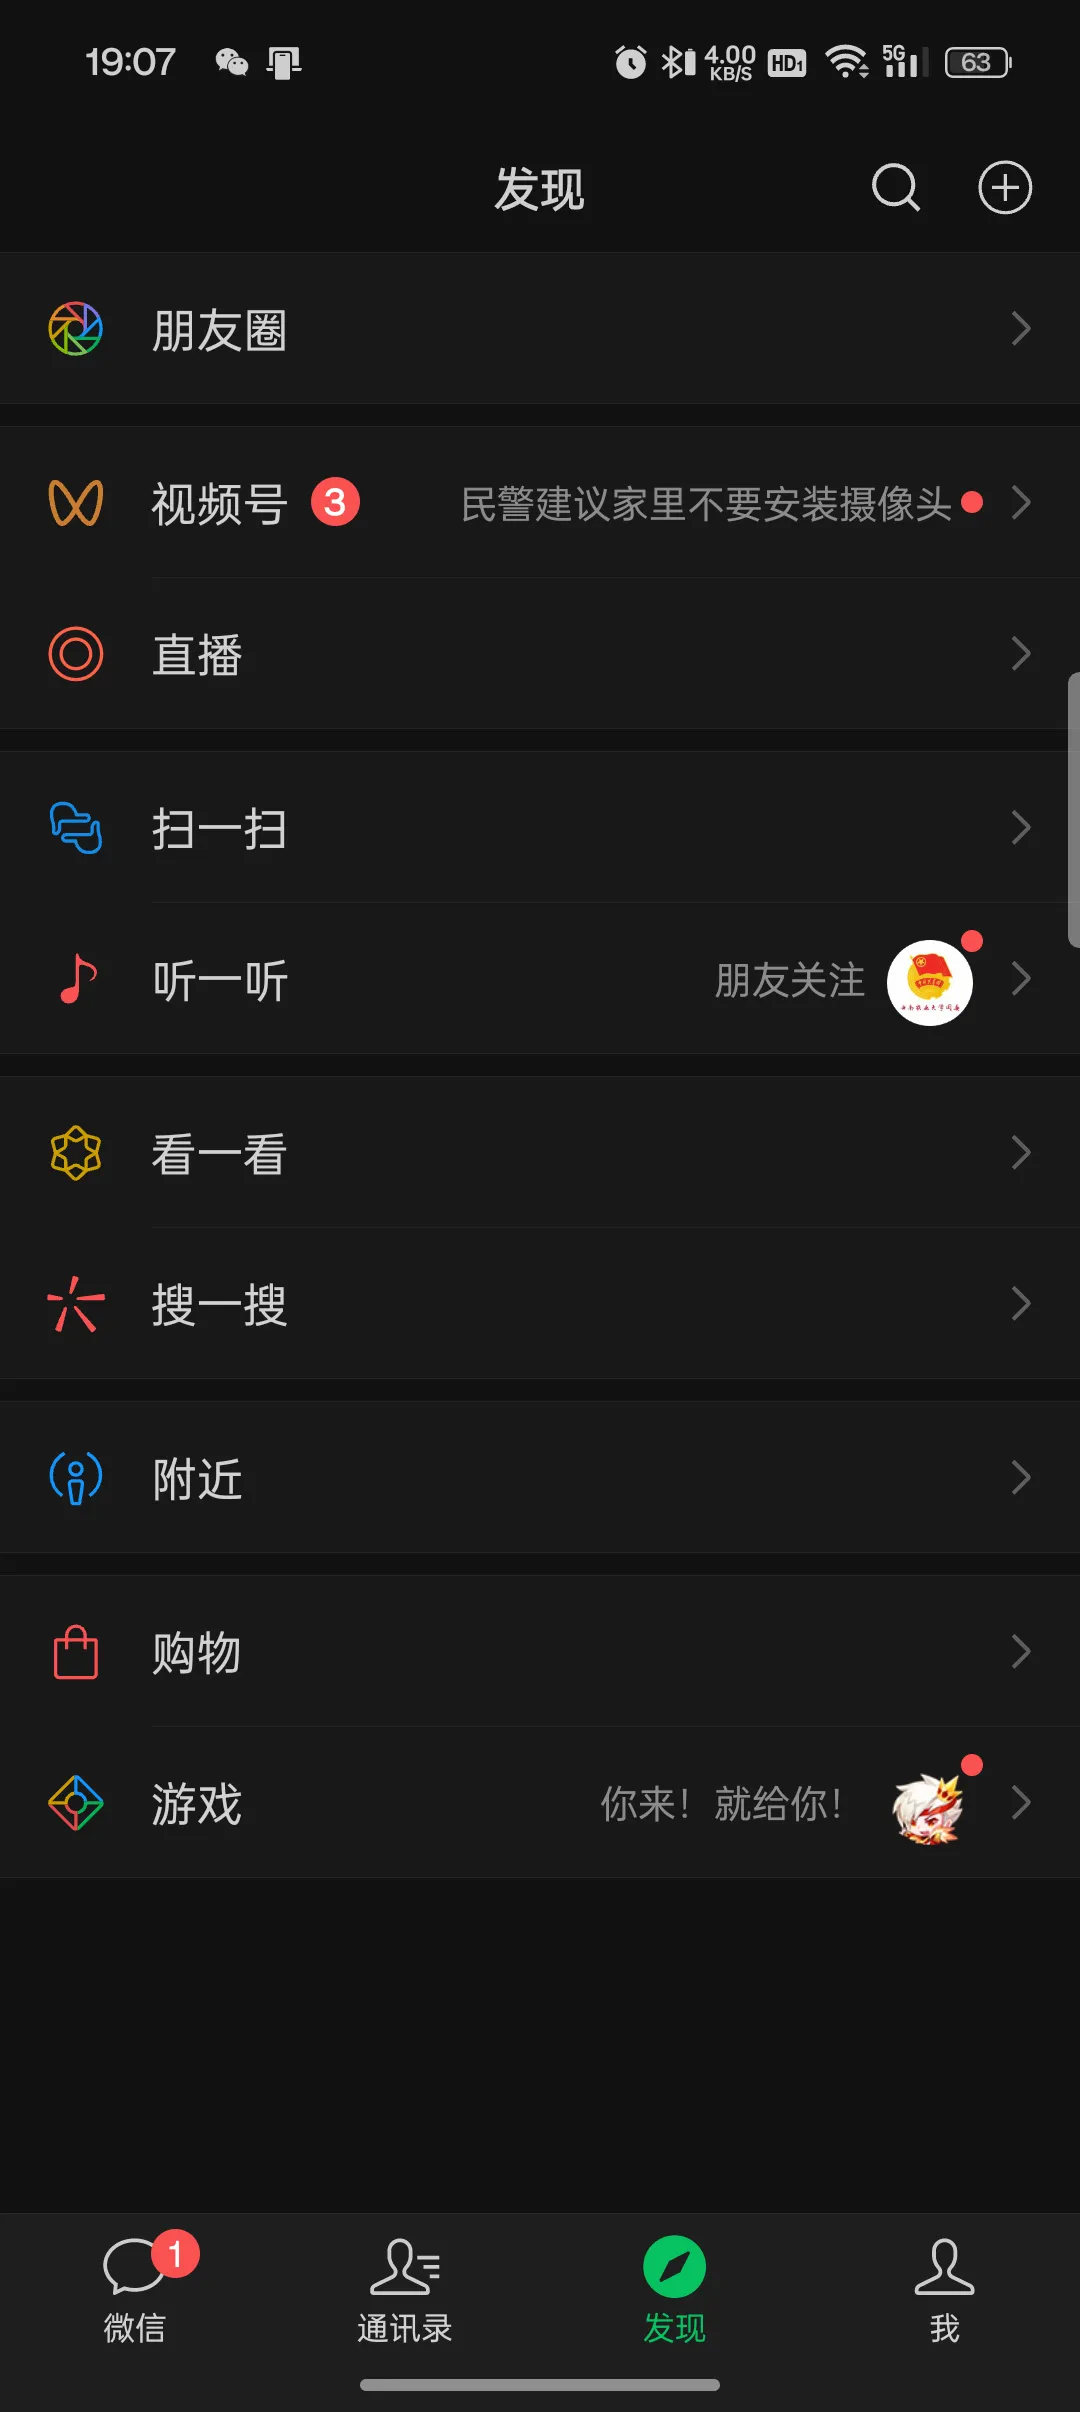 19:07 4.00 KB/S HD1 5G 63
发现
朋友圈
视频号 3 民警建议家里不要安装摄像头
直播
扫一扫
听一听 朋友关注
看一看
搜一搜
附近
购物
游戏 你来！就给你！
1
微信 通讯录 发现 我